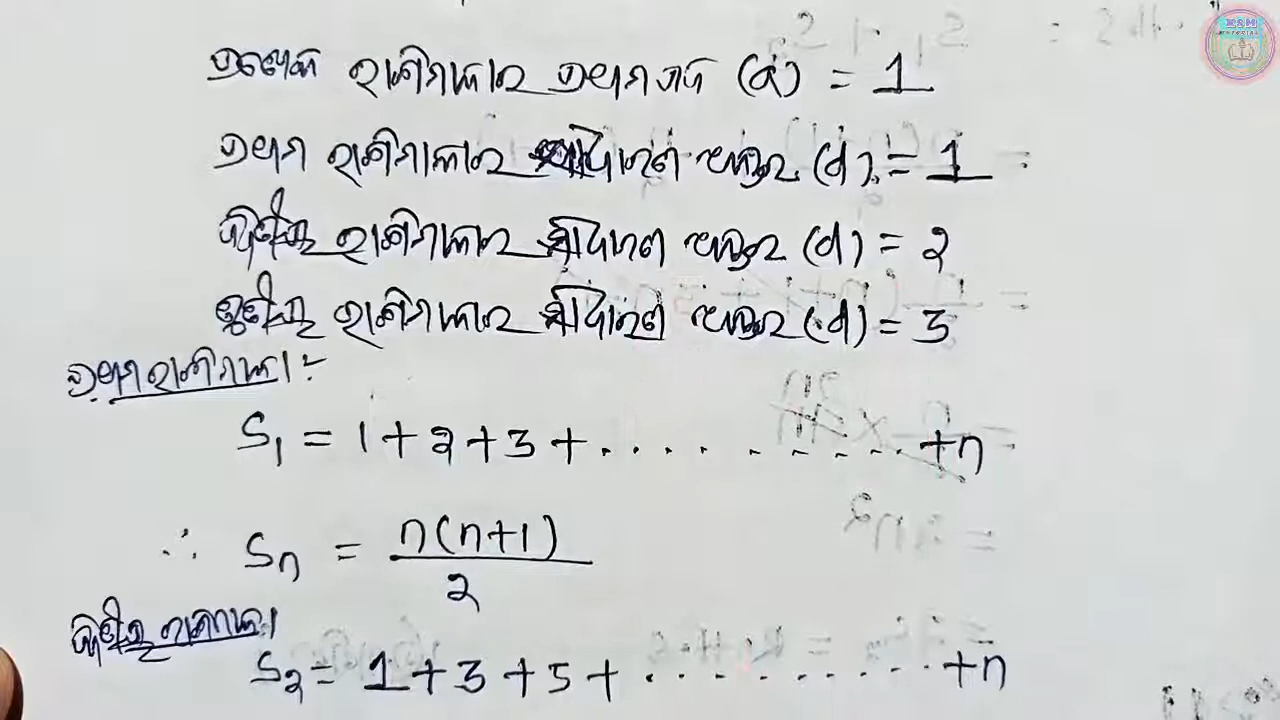 ପ୍ରତ୍ୟେକ ରାଶିମାଳାର ପ୍ରଥମ ପଦ (a) = 1
ପ୍ରଥମ ରାଶିମାଳାର ସାଧାରଣ ଅନ୍ତର (d) = 1
ଦ୍ଵିତୀୟ ରାଶିମାଳାର ସାଧାରଣ ଅନ୍ତର (d) = 2
ତୃତୀୟ ରାଶିମାଳାର ସାଧାରଣ ଅନ୍ତର (d) = 3
ପ୍ରଥମ ରାଶିମାଳା :-
S₁ = 1 + 2 + 3 + . . . . . . . . . . + n
∴ Sn = n(n+1) / 2
ଦ୍ଵିତୀୟ ରାଶିମାଳା
S₂ = 1 + 3 + 5 + . . . . . . . . . . + n